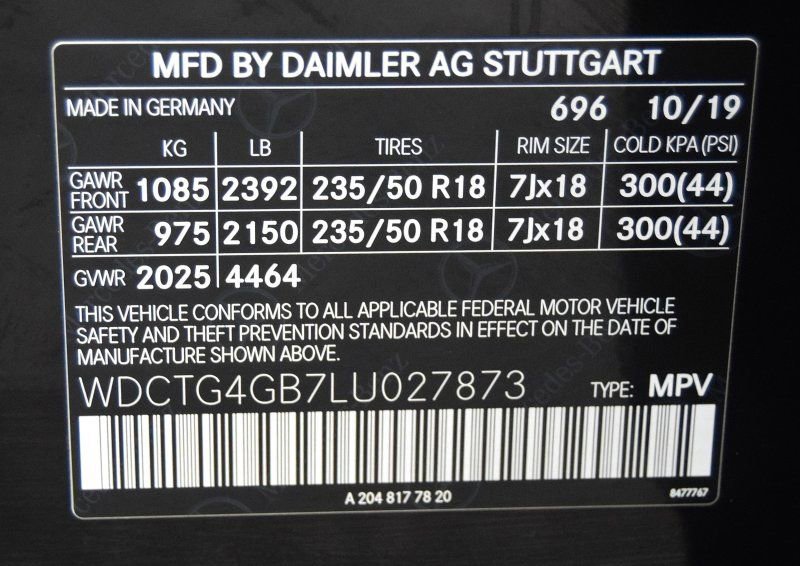 MFD BY DAIMLER AG STUTTGART
MADE IN GERMANY 696 10/19
KG LB TIRES RIM SIZE COLD KPA (PSI)
GAWR FRONT 1085 2392 235/50 R18 7Jx18 300(44)
GAWR REAR 975 2150 235/50 R18 7Jx18 300(44)
GVWR 2025 4464
THIS VEHICLE CONFORMS TO ALL APPLICABLE FEDERAL MOTOR VEHICLE
SAFETY AND THEFT PREVENTION STANDARDS IN EFFECT ON THE DATE OF
MANUFACTURE SHOWN ABOVE.
WDCTG4GB7LU027873 TYPE: MPV
A 204 817 78 20 8477767